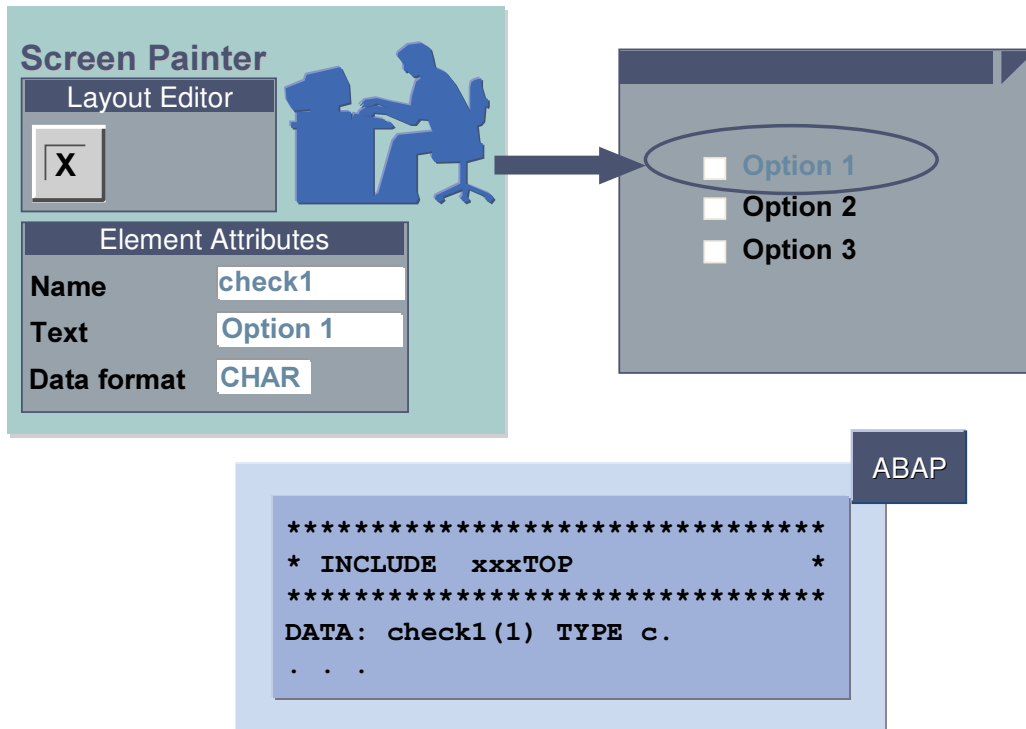 Screen Painter
Layout Editor
X
Element Attributes
Name check1
Text Option 1
Data format CHAR
Option 1
Option 2
Option 3
ABAP
*********************************
* INCLUDE xxxTOP *
*********************************
DATA: check1(1) TYPE c.
. . .